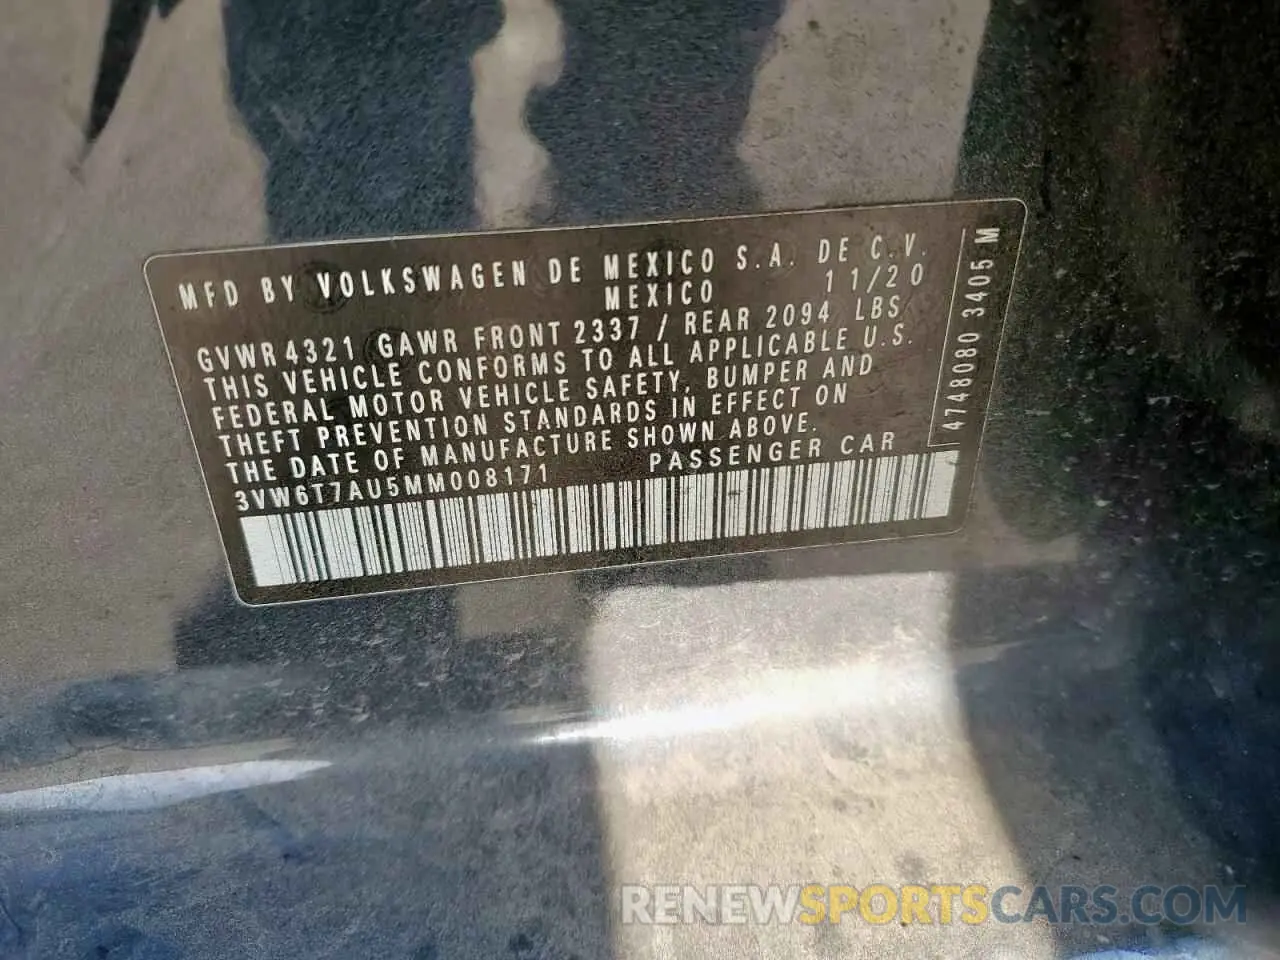 MFD BY VOLKSWAGEN DE MEXICO S.A. DE C.V.
MEXICO 11/20
GVWR 4321 GAWR FRONT 2337 / REAR 2094 LBS
THIS VEHICLE CONFORMS TO ALL APPLICABLE U.S.
FEDERAL MOTOR VEHICLE SAFETY, BUMPER AND
THEFT PREVENTION STANDARDS IN EFFECT ON
THE DATE OF MANUFACTURE SHOWN ABOVE.
3VW6T7AU5MM008171 PASSENGER CAR
4748080 3405 M
RENEWSPORTSCARS.COM